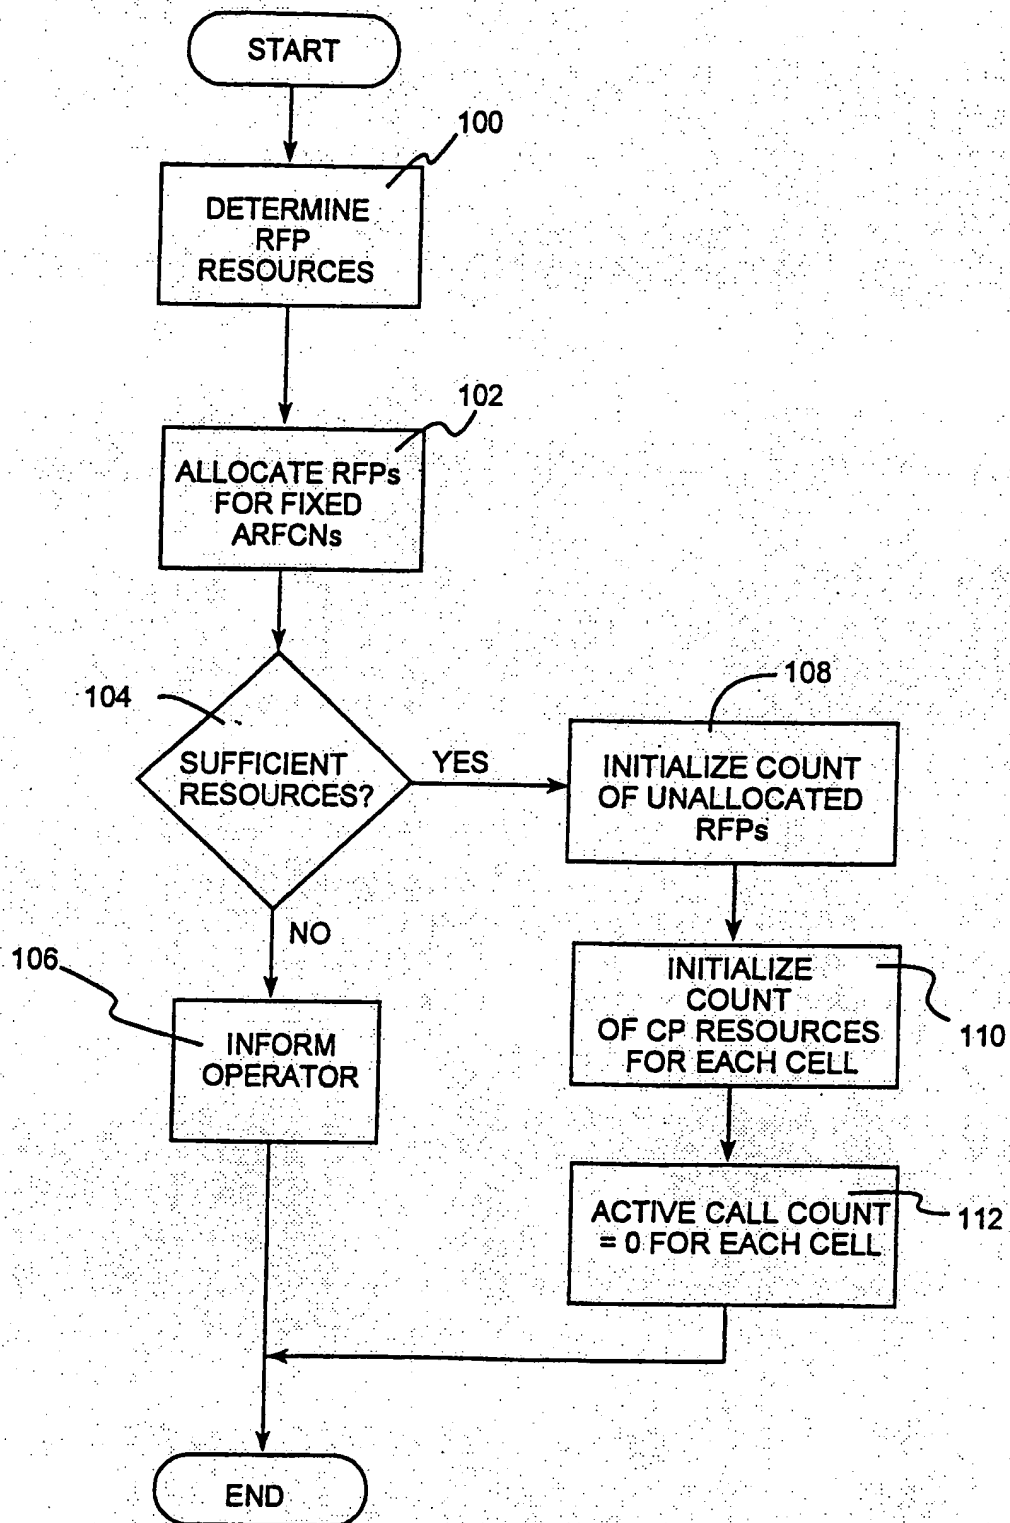 START
100
DETERMINE
RFP
RESOURCES
102
ALLOCATE RFPs
FOR FIXED
ARFCNs
104
SUFFICIENT
RESOURCES?
YES
NO
108
INITIALIZE COUNT
OF UNALLOCATED
RFPs
106
INFORM
OPERATOR
INITIALIZE
COUNT
OF CP RESOURCES
FOR EACH CELL
110
ACTIVE CALL COUNT
= 0 FOR EACH CELL
112
END